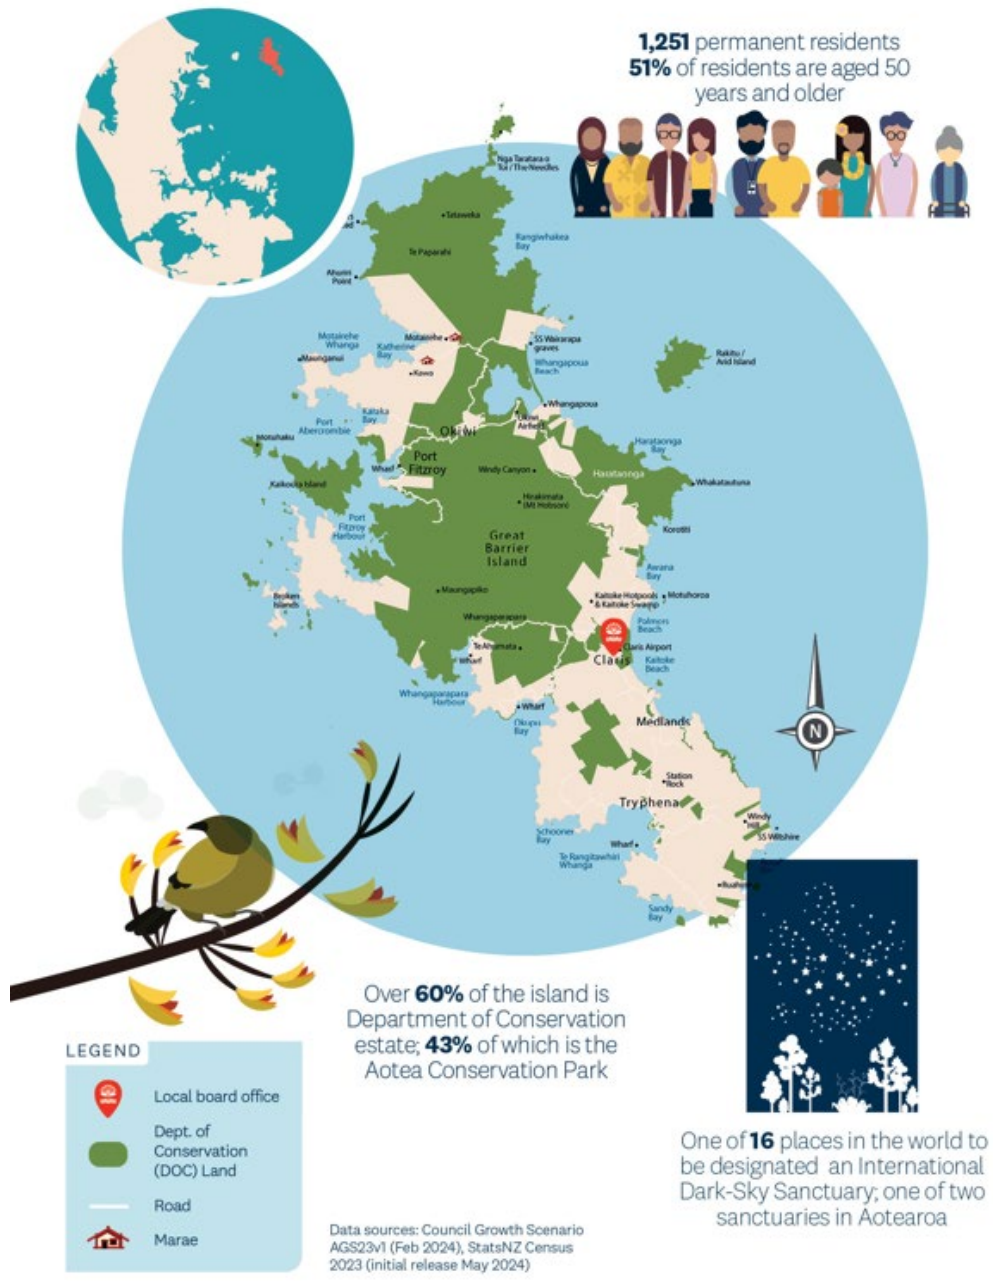 1,251 permanent residents
51% of residents are aged 50
years and older
Nga Taratara o
Toi / The Needles
Tataweka
Te Paparahi
Rangiwhakea
Bay
Ahuriri
Point
Motairehe
Whanga
Katherine
Bay
Motairehe
SS Wairarapa
graves
Maunganui
Kawa
Whangapoua
Beach
Rakitu /
Arid Island
Whangapoua
Kaiuka
Bay
Port
Abercrombie
Okiwi
Airfield
Okiwi
Motuhaku
Harataonga
Bay
Port
Fitzroy
Wharf
Windy Canyon
Harataonga
Kaikoura Island
Whakatautuna
Hirakimata
(Mt Hobson)
Port
Fitzroy
Harbour
Korotiti
Great
Barrier
Island
Awana
Bay
Broken
Islands
Maungapiko
Kaitoke Hotpools
& Kaitoke Swamp
Motuhoroa
Whangaparapara
Palmers
Beach
Te Ahumata
Claris Airport
Wharf
Claris
Kaitoke
Beach
Whangaparapara
Harbour
Wharf
Okupu
Bay
Medlands
Station
Rock
Tryphena
Windy
Hill
SS Wiltshire
Schooner
Bay
Wharf
Te Rangitawhiri
Whanga
Sandy
Bay
N
Over 60% of the island is
Department of Conservation
estate; 43% of which is the
Aotea Conservation Park
LEGEND
Local board office
Dept. of
Conservation
(DOC) Land
Road
Marae
One of 16 places in the world to
be designated an International
Dark-Sky Sanctuary; one of two
sanctuaries in Aotearoa
Data sources: Council Growth Scenario
AGS23v1 (Feb 2024), StatsNZ Census
2023 (initial release May 2024)